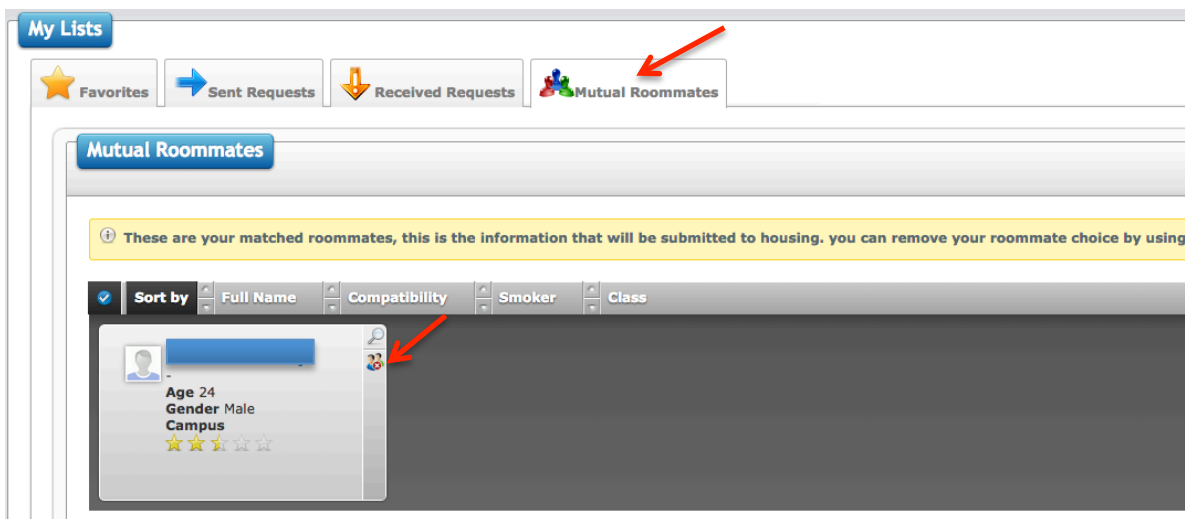 My Lists
Favorites Sent Requests Received Requests Mutual Roommates
Mutual Roommates
These are your matched roommates, this is the information that will be submitted to housing. you can remove your roommate choice by using
Sort by Full Name Compatibility Smoker Class
-
-
Age 24
Gender Male
Campus